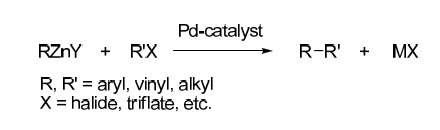 Pd-catalyst
RZnY + R'X R–R' + MX
R, R' = aryl, vinyl, alkyl
X = halide, triflate, etc.